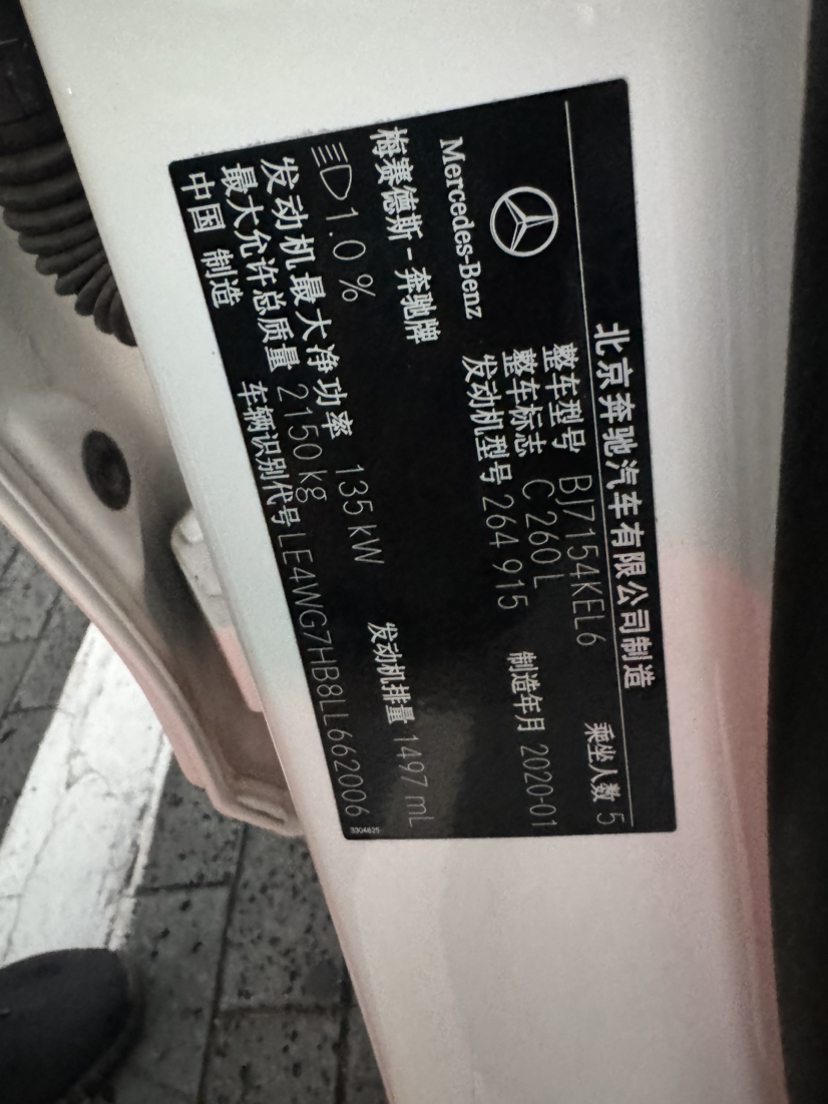 北京奔驰汽车有限公司制造
Mercedes-Benz
梅赛德斯-奔驰牌
整车型号 BJ7154KEL6
乘坐人数 5
整车标志 C 260 L
发动机型号 264 915
制造年月 2020-01
1.0 %
发动机最大净功率 135 kW
发动机排量 1497 mL
最大允许总质量 2150 kg
中国 制造
车辆识别代号 LE4WG7HB8LL662006